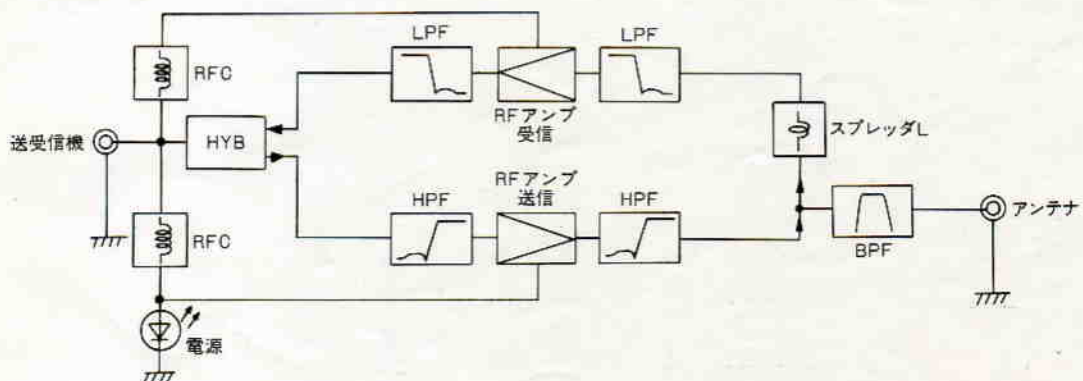 LPF
LPF
RFC
RFアンプ
受信
送受信機
HYB
スプレッダL
RFアンプ
送信
HPF
HPF
アンテナ
RFC
BPF
電源